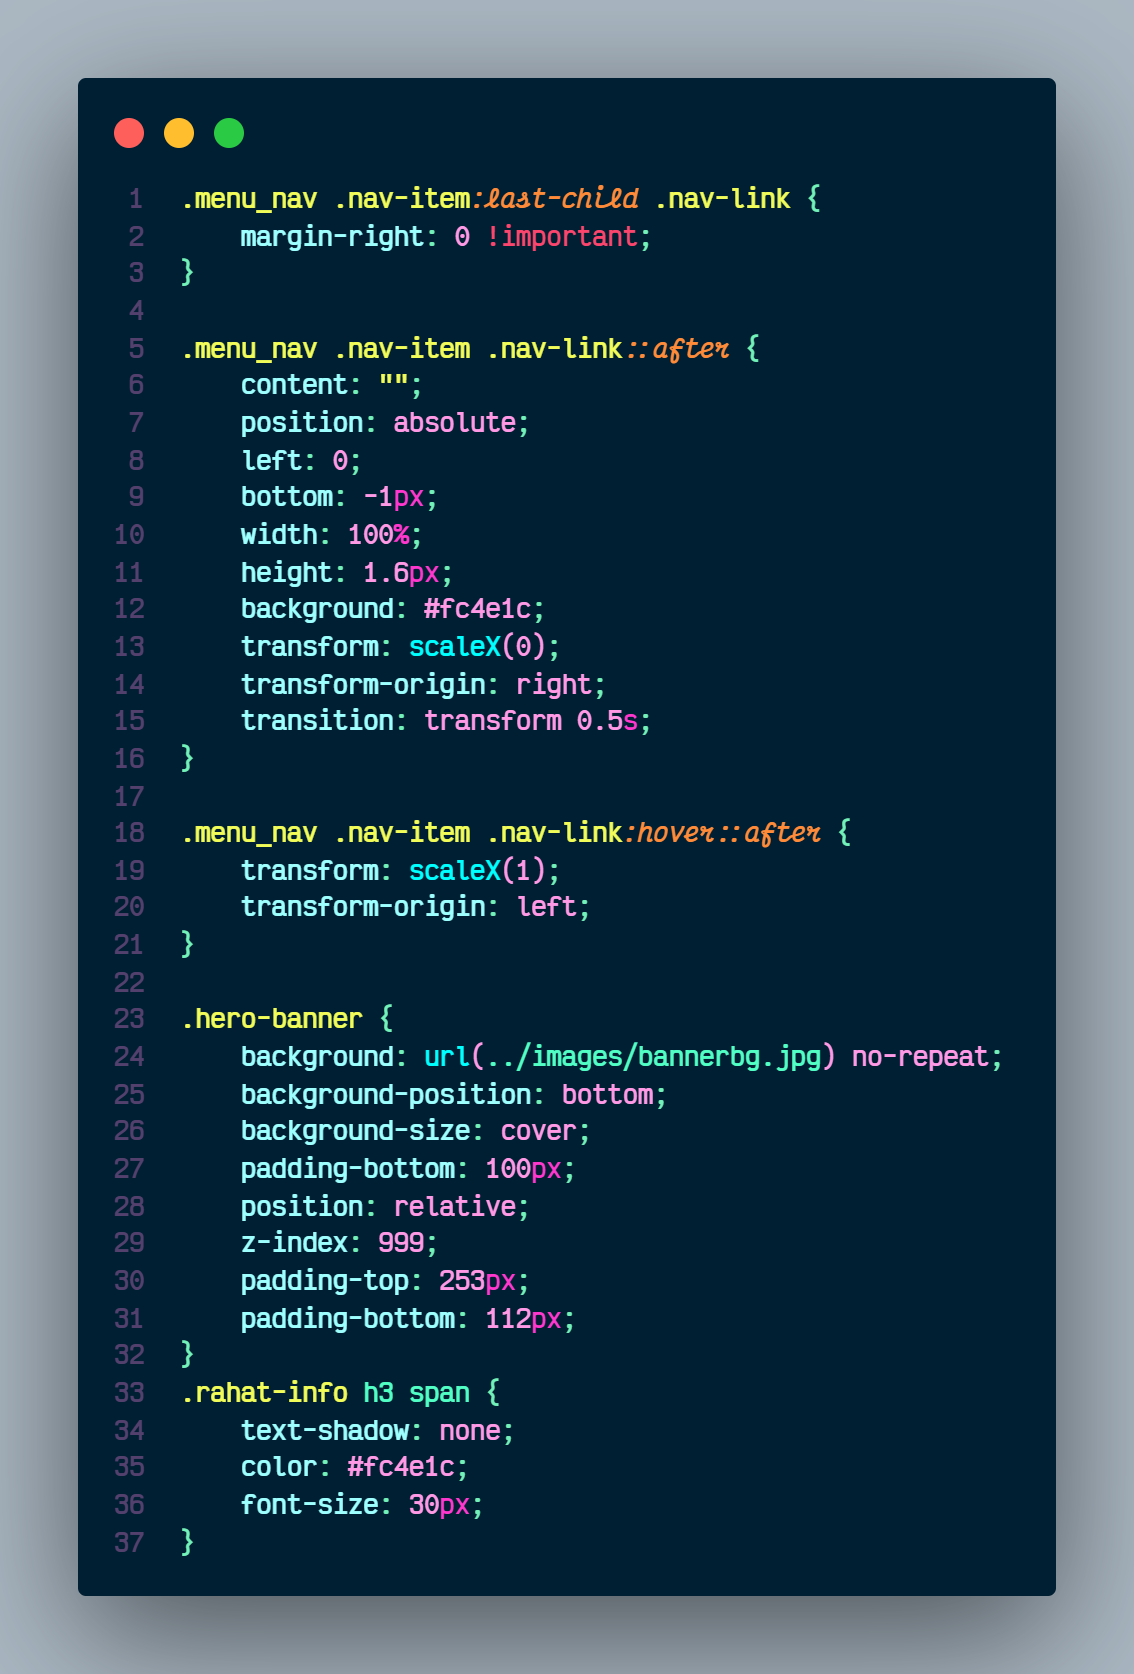 1 .menu_nav .nav-item:last-child .nav-link {
2 margin-right: 0 !important;
3 }
4
5 .menu_nav .nav-item .nav-link::after {
6 content: "";
7 position: absolute;
8 left: 0;
9 bottom: -1px;
10 width: 100%;
11 height: 1.6px;
12 background: #fc4e1c;
13 transform: scaleX(0);
14 transform-origin: right;
15 transition: transform 0.5s;
16 }
17
18 .menu_nav .nav-item .nav-link:hover::after {
19 transform: scaleX(1);
20 transform-origin: left;
21 }
22
23 .hero-banner {
24 background: url(../images/bannerbg.jpg) no-repeat;
25 background-position: bottom;
26 background-size: cover;
27 padding-bottom: 100px;
28 position: relative;
29 z-index: 999;
30 padding-top: 253px;
31 padding-bottom: 112px;
32 }
33 .rahat-info h3 span {
34 text-shadow: none;
35 color: #fc4e1c;
36 font-size: 30px;
37 }